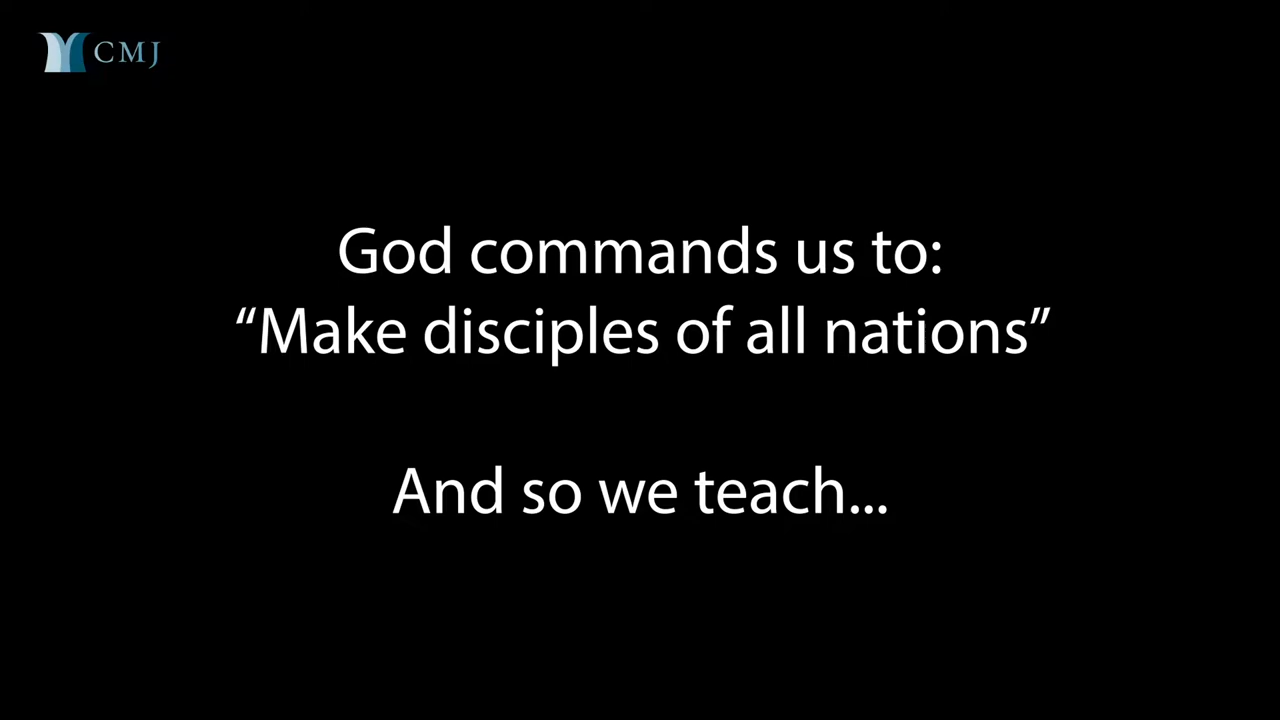 CMJ
God commands us to:
“Make disciples of all nations”
And so we teach...